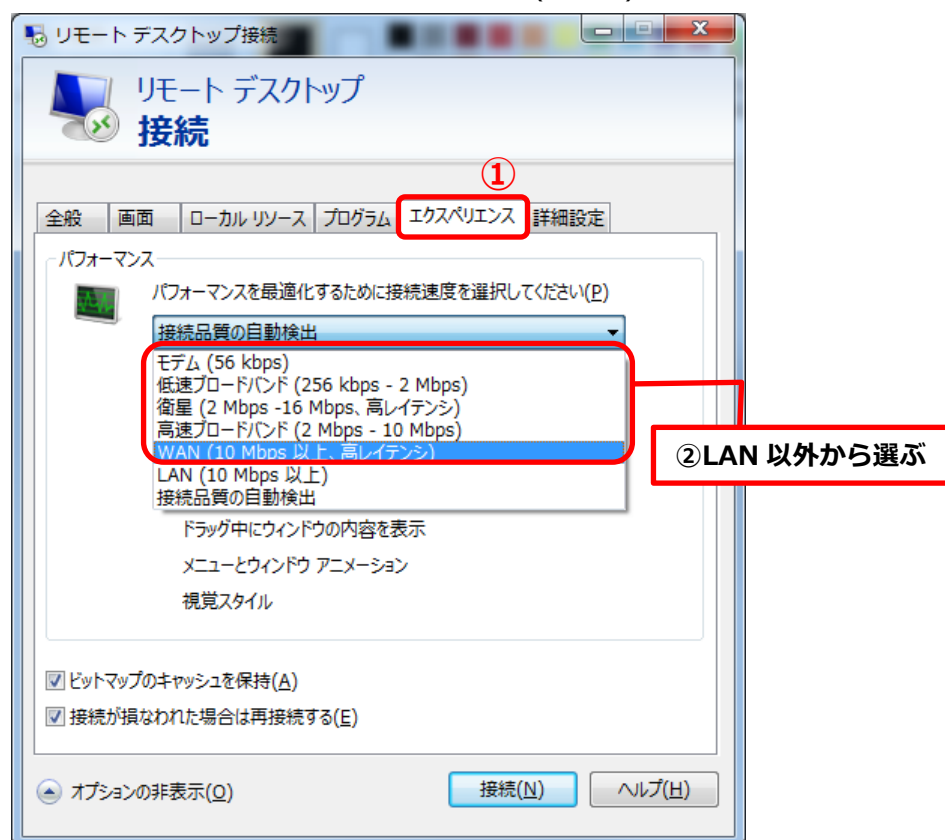 リモート デスクトップ接続
リモート デスクトップ
接続
①
全般 画面 ローカル リソース プログラム エクスペリエンス 詳細設定
パフォーマンス
パフォーマンスを最適化するために接続速度を選択してください(P)
接続品質の自動検出
モデム (56 kbps)
低速ブロードバンド (256 kbps - 2 Mbps)
衛星 (2 Mbps -16 Mbps、高レイテンシ)
高速ブロードバンド (2 Mbps - 10 Mbps)
WAN (10 Mbps 以上、高レイテンシ)
②LAN 以外から選ぶ
LAN (10 Mbps 以上)
接続品質の自動検出
ドラッグ中にウィンドウの内容を表示
メニューとウィンドウ アニメーション
視覚スタイル
ビットマップのキャッシュを保持(A)
接続が損なわれた場合は再接続する(E)
オプションの非表示(O) 接続(N) ヘルプ(H)